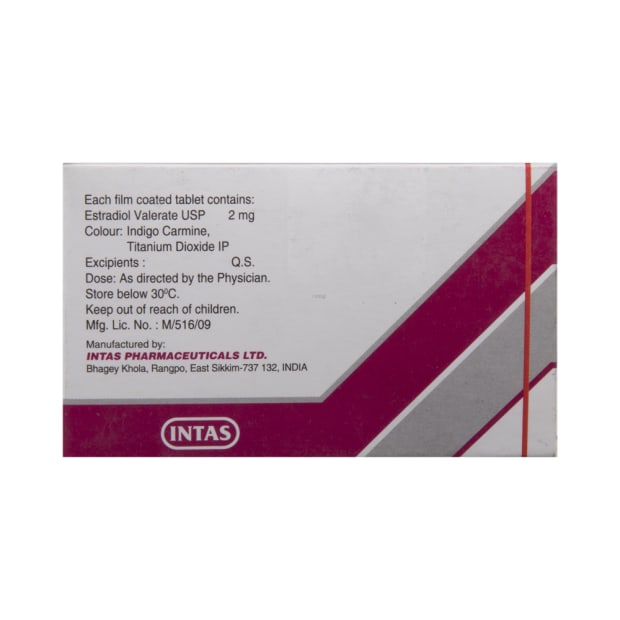 Each film coated tablet contains:
Estradiol Valerate USP 2 mg
Colour: Indigo Carmine,
Titanium Dioxide IP
Excipients : Q.S.
Dose: As directed by the Physician.
Store below 30⁰C.
Keep out of reach of children.
Mfg. Lic. No. : M/516/09
Manufactured by:
INTAS PHARMACEUTICALS LTD.
Bhagey Khola, Rangpo, East Sikkim-737 132, INDIA
INTAS